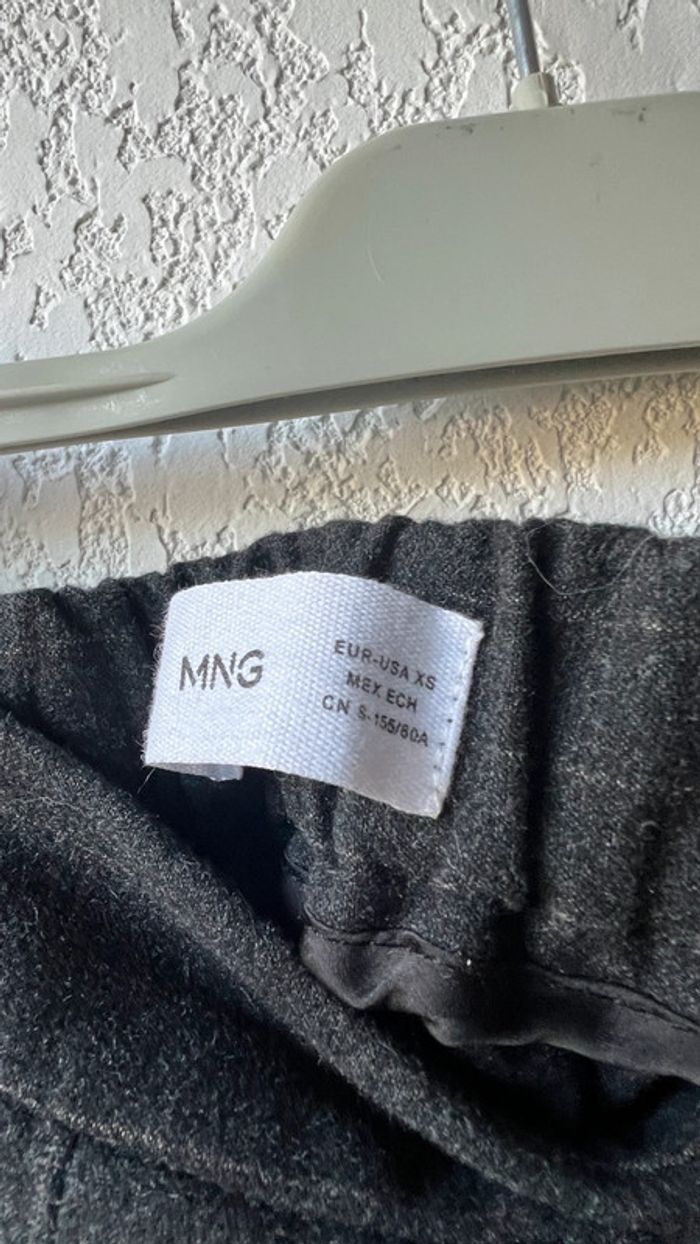 MNG
EUR-USA XS
MEX ECH
CN S-155/60A